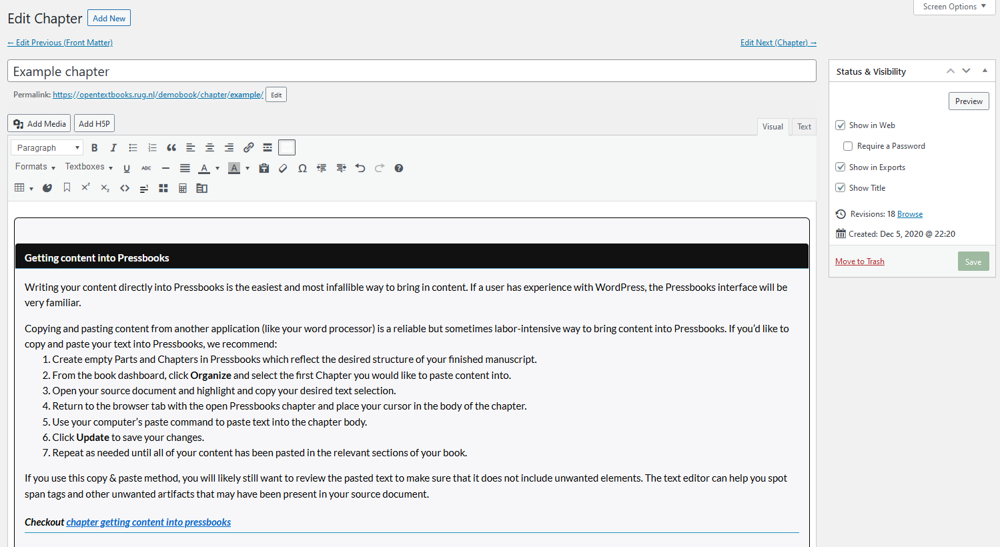 Screen Options
Edit Chapter Add New
← Edit Previous (Front Matter)
Edit Next (Chapter) →
Example chapter
Permalink: https://opentextbooks.rug.nl/demobook/chapter/example/ Edit
Add Media Add H5P
Visual Text
Paragraph B I
Formats Textboxes U ABC A A Ω
Getting content into Pressbooks
Writing your content directly into Pressbooks is the easiest and most infallible way to bring in content. If a user has experience with WordPress, the Pressbooks interface will be
very familiar.
Copying and pasting content from another application (like your word processor) is a reliable but sometimes labor-intensive way to bring content into Pressbooks. If you’d like to
copy and paste your text into Pressbooks, we recommend:
1. Create empty Parts and Chapters in Pressbooks which reflect the desired structure of your finished manuscript.
2. From the book dashboard, click Organize and select the first Chapter you would like to paste content into.
3. Open your source document and highlight and copy your desired text selection.
4. Return to the browser tab with the open Pressbooks chapter and place your cursor in the body of the chapter.
5. Use your computer’s paste command to paste text into the chapter body.
6. Click Update to save your changes.
7. Repeat as needed until all of your content has been pasted in the relevant sections of your book.
If you use this copy & paste method, you will likely still want to review the pasted text to make sure that it does not include unwanted elements. The text editor can help you spot
span tags and other unwanted artifacts that may have been present in your source document.
Checkout chapter getting content into pressbooks
Status & Visibility
Preview
Show in Web
Require a Password
Show in Exports
Show Title
Revisions: 18 Browse
Created: Dec 5, 2020 @ 22:20
Move to Trash Save